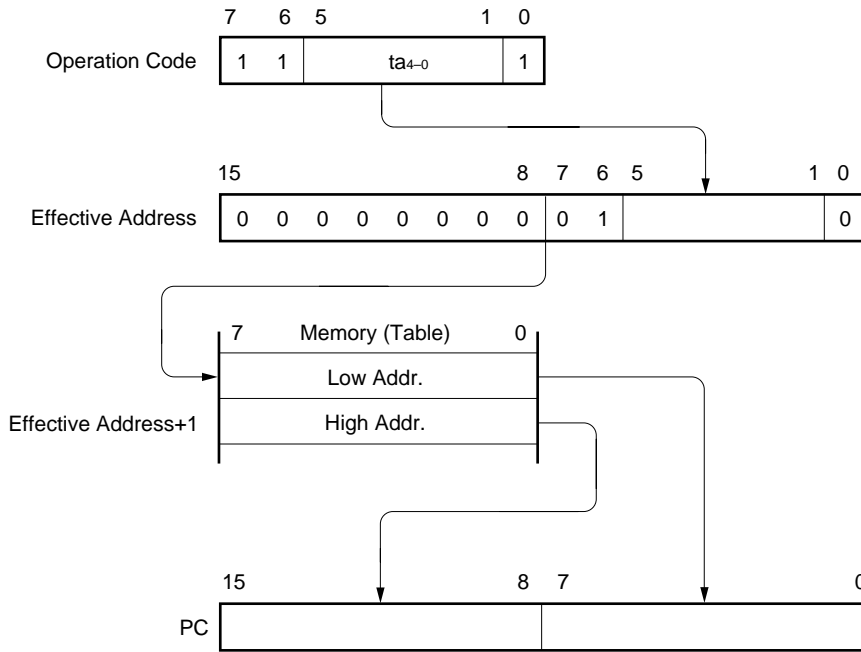 7 6 5 1 0
Operation Code 1 1 ta4–0 1
15 8 7 6 5 1 0
Effective Address 0 0 0 0 0 0 0 0 0 1 0
7 Memory (Table) 0
Low Addr.
Effective Address+1 High Addr.
15 8 7 0
PC